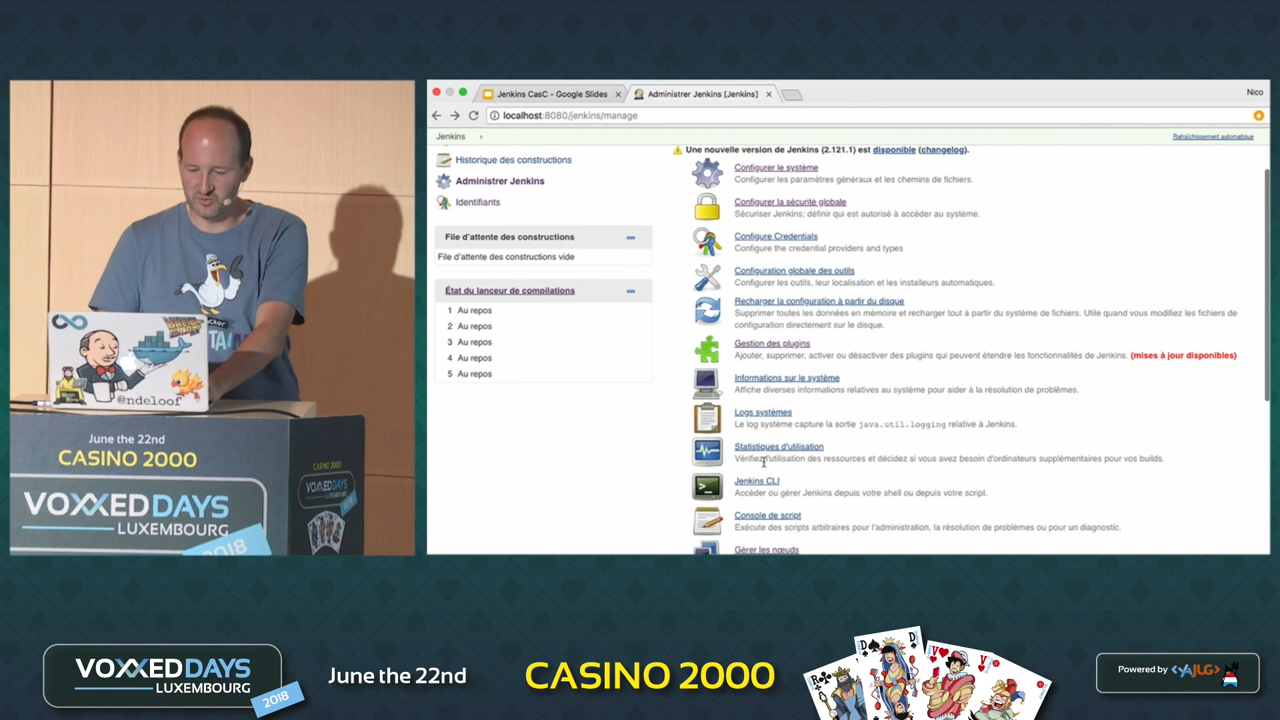 Jenkins CasC - Google Slides
Administrer Jenkins [Jenkins]
Nico
localhost:8080/jenkins/manage
Jenkins
Rafraîchissement automatique
Historique des constructions
Administrer Jenkins
Identifiants
File d'attente des constructions
File d'attente des constructions vide
État du lanceur de compilations
1 Au repos
2 Au repos
3 Au repos
4 Au repos
5 Au repos
Une nouvelle version de Jenkins (2.121.1) est disponible (changelog).
Configurer le système
Configurer les paramètres généraux et les chemins de fichiers.
Configurer la sécurité globale
Sécuriser Jenkins; définir qui est autorisé à accéder au système.
Configure Credentials
Configure the credential providers and types
Configuration globale des outils
Configurer les outils, leur localisation et les installeurs automatiques.
Recharger la configuration à partir du disque
Supprimer toutes les données en mémoire et recharger tout à partir du système de fichiers. Utile quand vous modifiez les fichiers de
configuration directement sur le disque.
Gestion des plugins
Ajouter, supprimer, activer ou désactiver des plugins qui peuvent étendre les fonctionnalités de Jenkins. (mises à jour disponibles)
Informations sur le système
Affiche diverses informations relatives au système pour aider à la résolution de problèmes.
Logs systèmes
Le log système capture la sortie java.util.logging relative à Jenkins.
Statistiques d'utilisation
Vérifiez l'utilisation des ressources et décidez si vous avez besoin d'ordinateurs supplémentaires pour vos builds.
Jenkins CLI
Accéder ou gérer Jenkins depuis votre shell ou depuis votre script.
Console de script
Exécute des scripts arbitraires pour l'administration, la résolution de problèmes ou pour un diagnostic.
Gérer les nœuds
@ndeloof
June the 22nd
CASINO 2000
VOXXED DAYS
LUXEMBOURG
2018
CASINO 2000
VOXXED DAYS
VOXXED DAYS
LUXEMBOURG
2018
June the 22nd
CASINO 2000
D
D
R
V
V
Powered by <YAJUG>